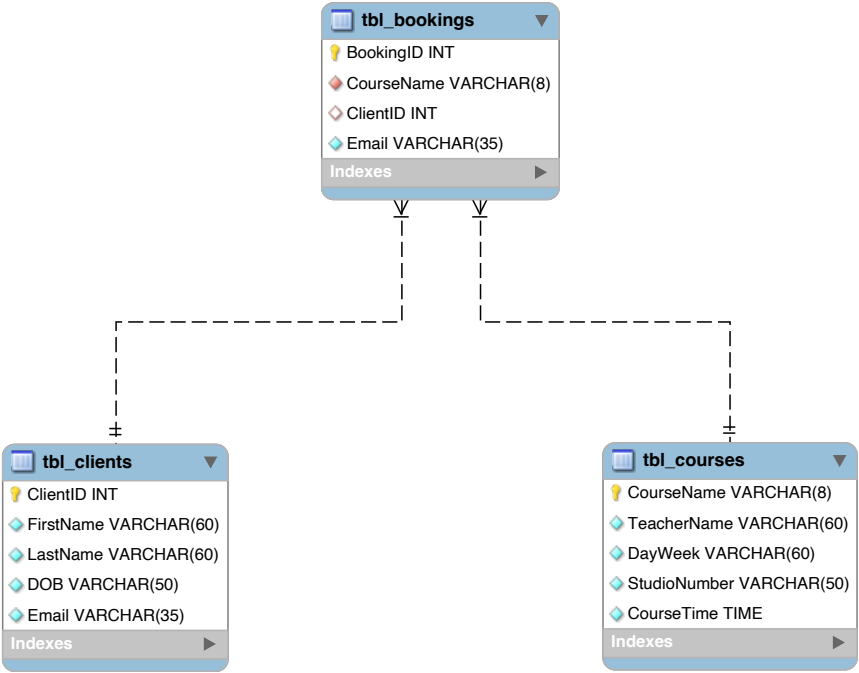 tbl_bookings
BookingID INT
CourseName VARCHAR(8)
ClientID INT
Email VARCHAR(35)
Indexes
tbl_clients
ClientID INT
FirstName VARCHAR(60)
LastName VARCHAR(60)
DOB VARCHAR(50)
Email VARCHAR(35)
Indexes
tbl_courses
CourseName VARCHAR(8)
TeacherName VARCHAR(60)
DayWeek VARCHAR(60)
StudioNumber VARCHAR(50)
CourseTime TIME
Indexes